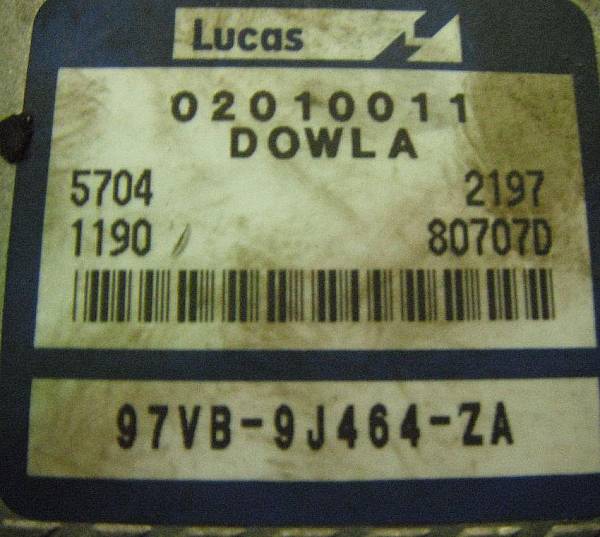 Lucas
02010011
DOWLA
5704 2197
1190 80707D
97VB-9J464-ZA